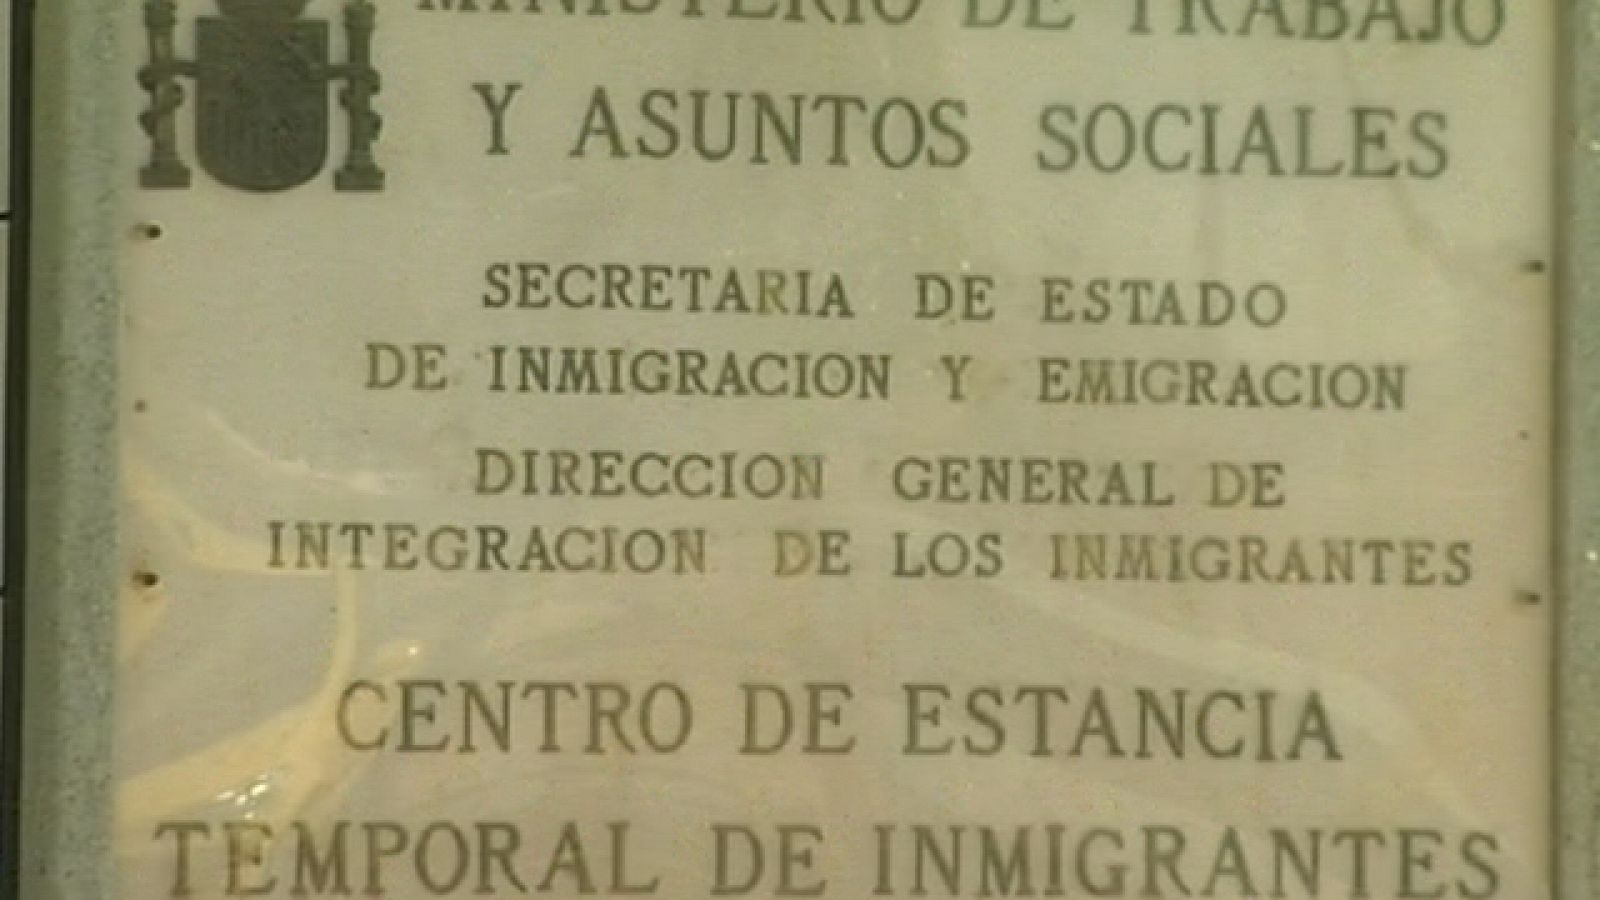 MINISTERIO DE TRABAJO
Y ASUNTOS SOCIALES
SECRETARIA DE ESTADO
DE INMIGRACION Y EMIGRACION
DIRECCION GENERAL DE
INTEGRACION DE LOS INMIGRANTES
CENTRO DE ESTANCIA
TEMPORAL DE INMIGRANTES